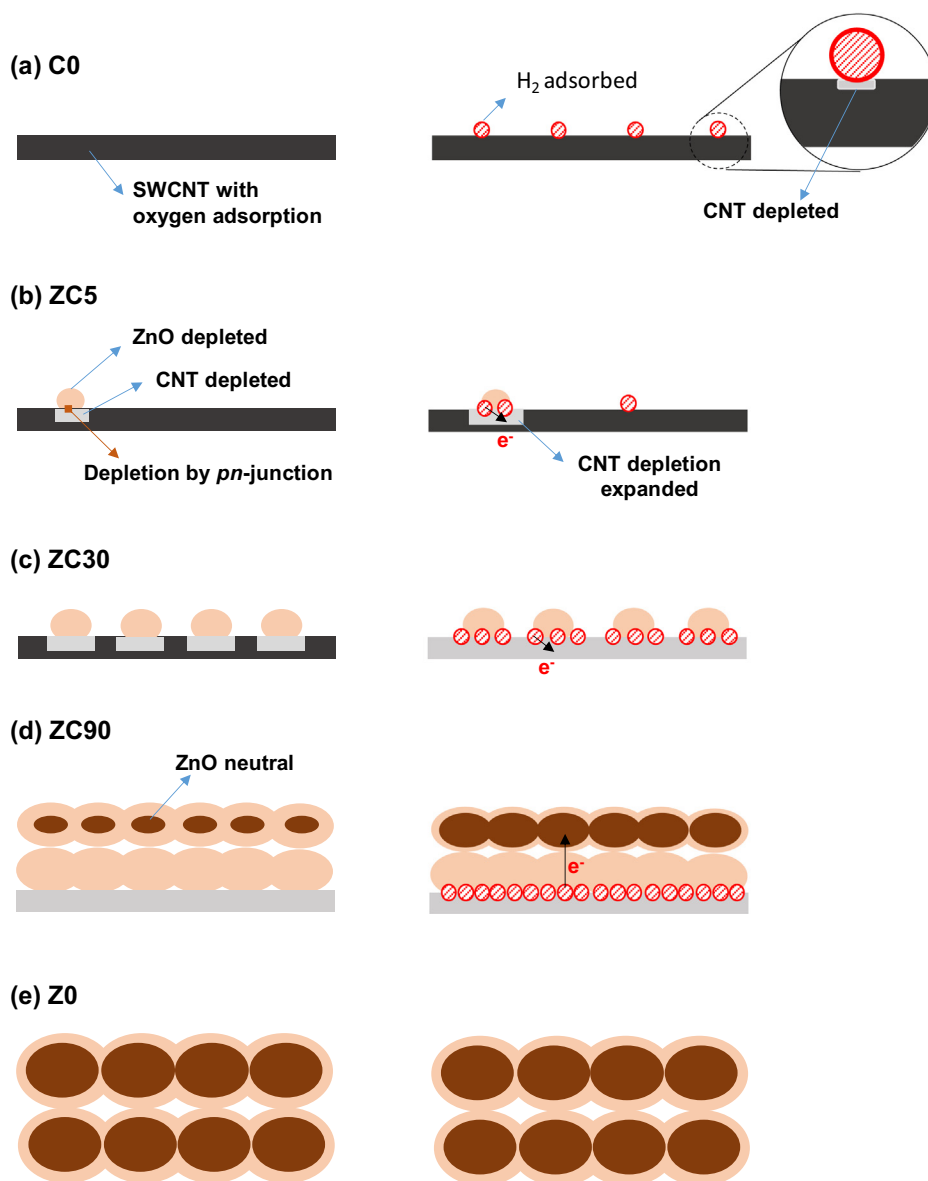 (a) C0
H₂ adsorbed
SWCNT with
oxygen adsorption
CNT depleted
(b) ZC5
ZnO depleted
CNT depleted
Depletion by pn-junction
e⁻
CNT depletion
expanded
(c) ZC30
e⁻
(d) ZC90
ZnO neutral
e⁻
(e) Z0